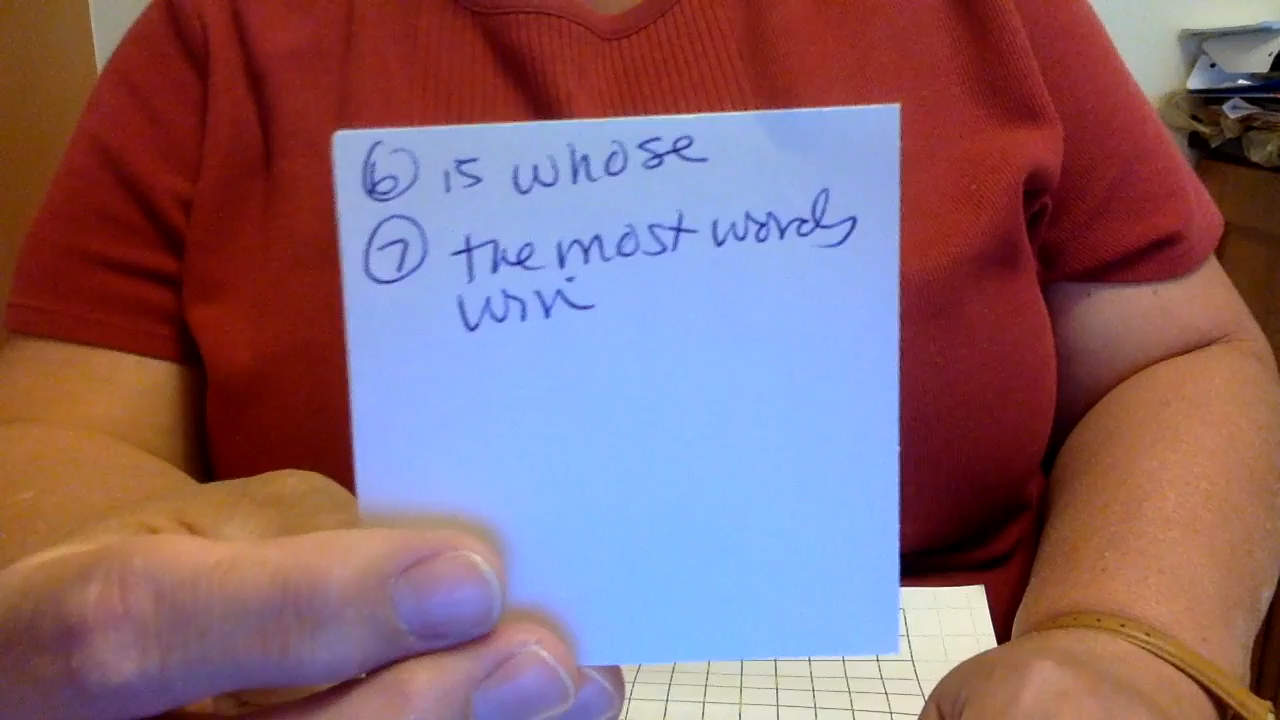 ⑥ is whose
⑦ the most words
win